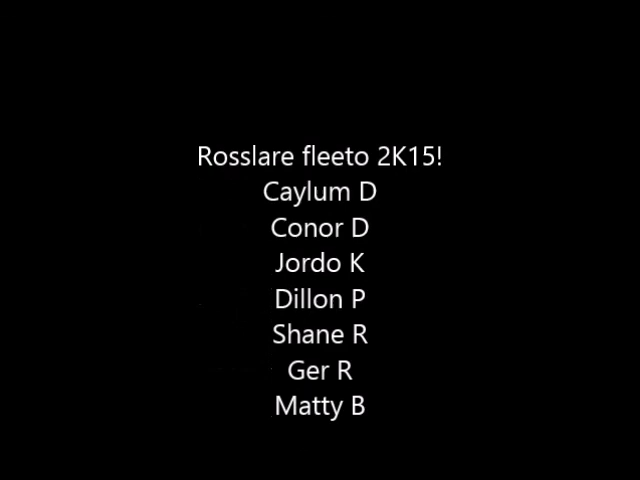 Rosslare fleeto 2K15!
Caylum D
Conor D
Jordo K
Dillon P
Shane R
Ger R
Matty B